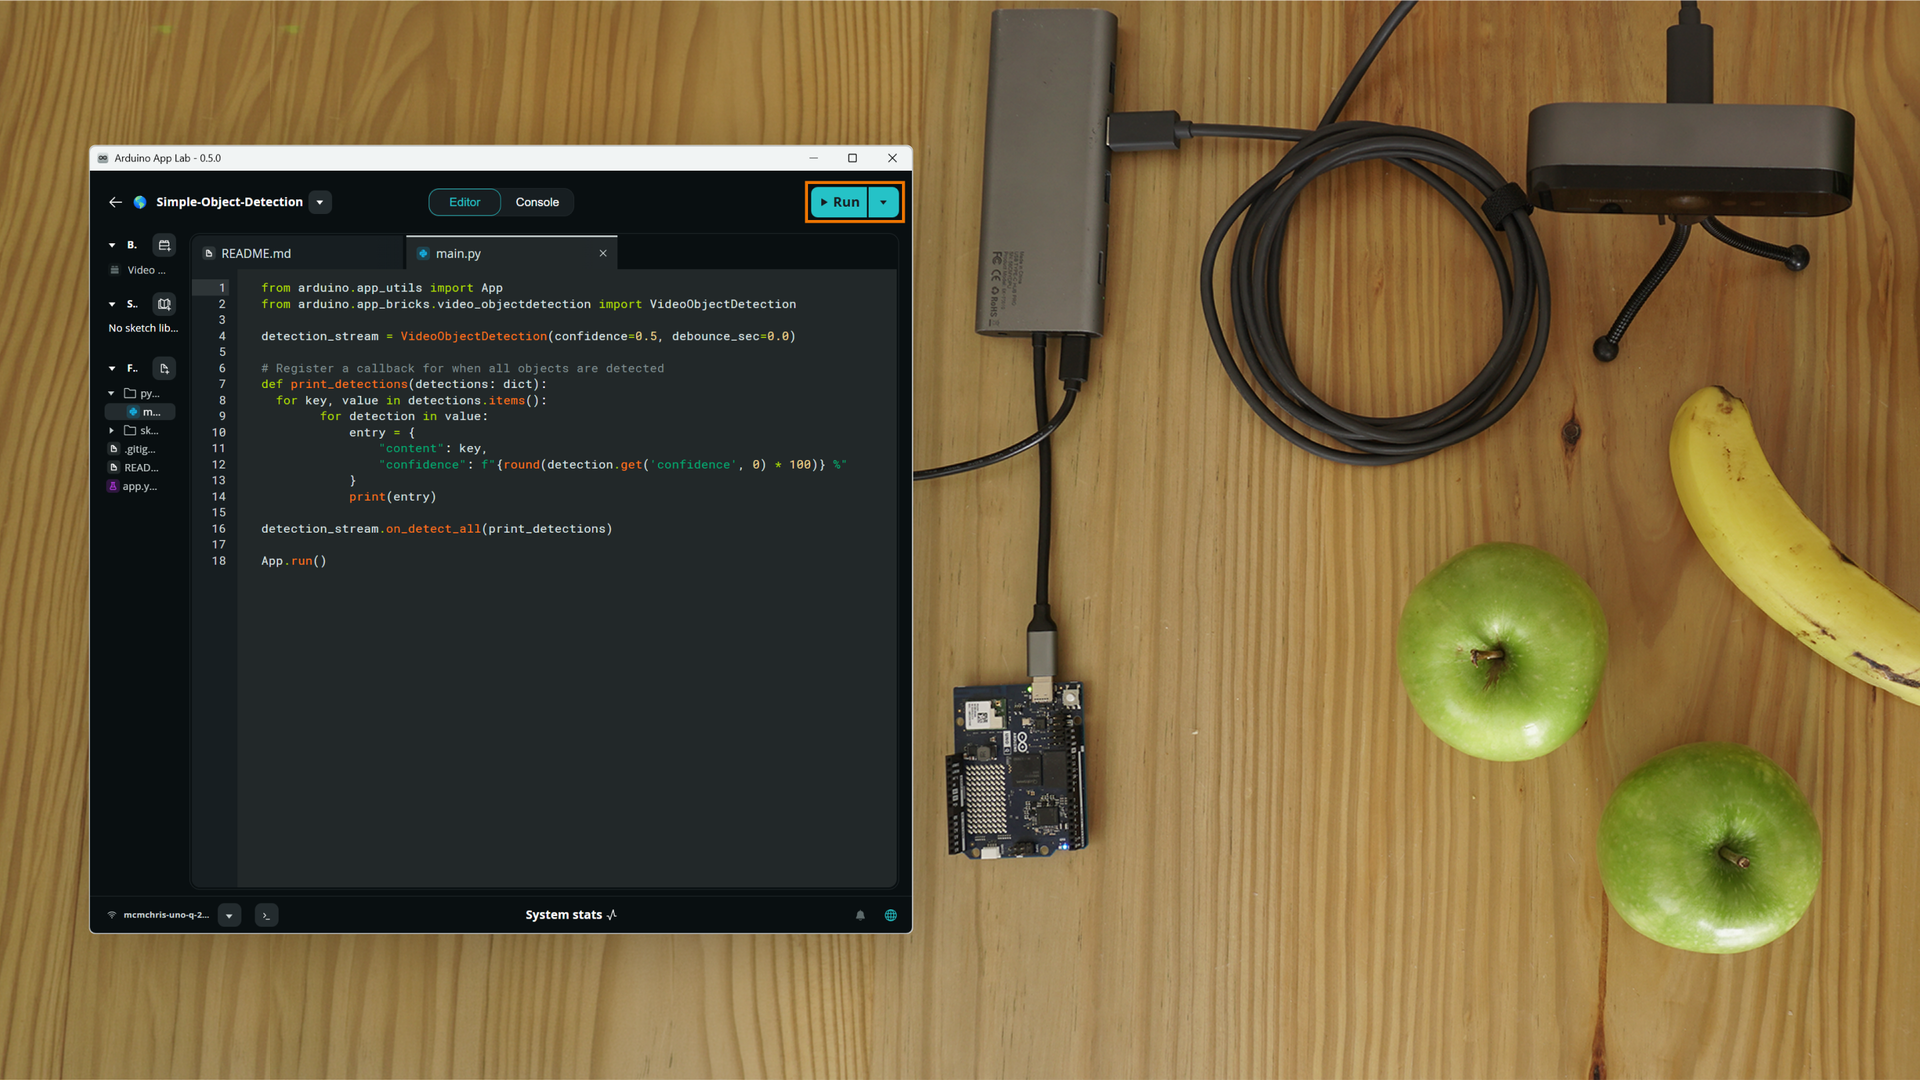 Arduino App Lab - 0.5.0
Simple-Object-Detection
Editor
Console
Run
B.
Video ...
S..
No sketch lib...
F..
py...
m...
sk...
.gitig...
READ...
app.y...
README.md
main.py
1 from arduino.app_utils import App
2 from arduino.app_bricks.video_objectdetection import VideoObjectDetection
3
4 detection_stream = VideoObjectDetection(confidence=0.5, debounce_sec=0.0)
5
6 # Register a callback for when all objects are detected
7 def print_detections(detections: dict):
8 for key, value in detections.items():
9 for detection in value:
10 entry = {
11 "content": key,
12 "confidence": f"{round(detection.get('confidence', 0) * 100)} %"
13 }
14 print(entry)
15
16 detection_stream.on_detect_all(print_detections)
17
18 App.run()
mcmchris-uno-q-2...
System stats
FC CE RoHS